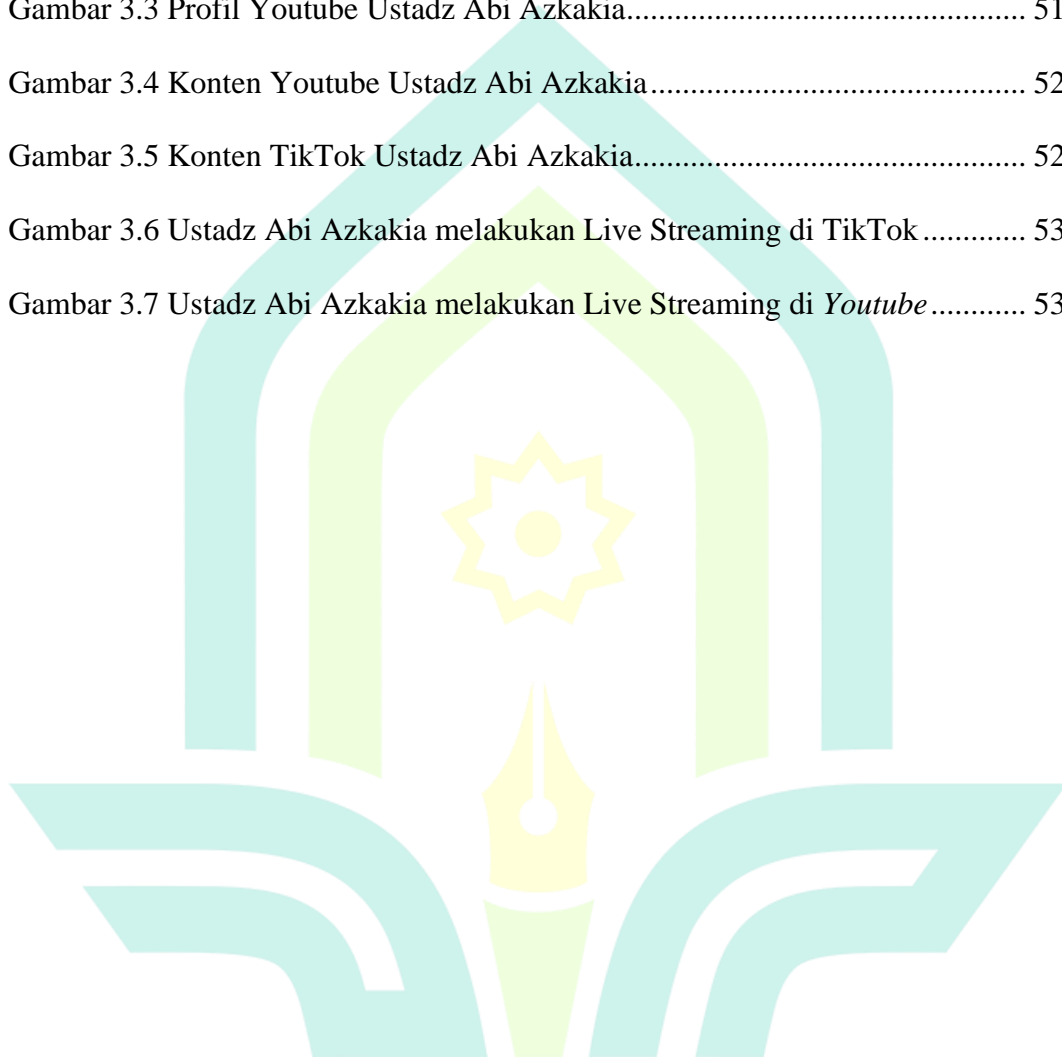 Gambar 3.3 Profil Youtube Ustadz Abi Azkakia.................................................. 51
Gambar 3.4 Konten Youtube Ustadz Abi Azkakia............................................... 52
Gambar 3.5 Konten TikTok Ustadz Abi Azkakia................................................. 52
Gambar 3.6 Ustadz Abi Azkakia melakukan Live Streaming di TikTok............. 53
Gambar 3.7 Ustadz Abi Azkakia melakukan Live Streaming di Youtube............ 53